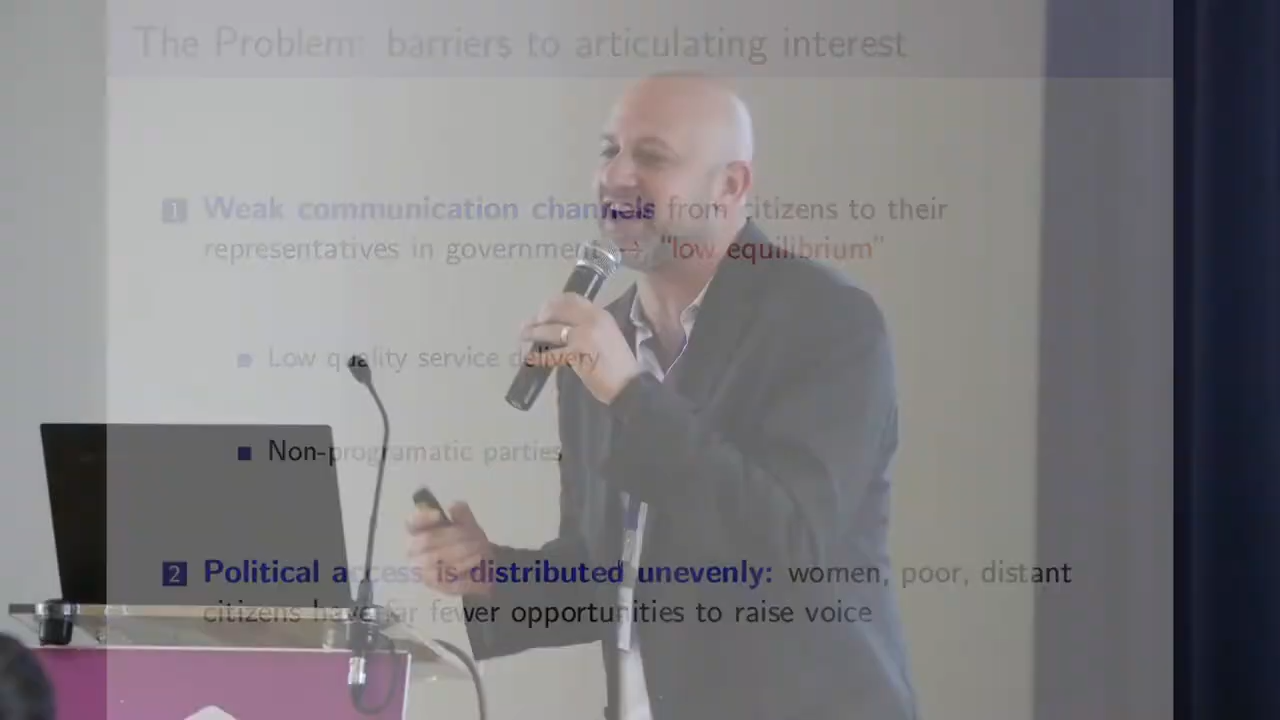 The Problem: barriers to articulating interest
1 Weak communication channels from citizens to their
representatives in government → "low equilibrium"
Low quality service delivery
Non-programatic parties
2 Political access is distributed unevenly: women, poor, distant
citizens have far fewer opportunities to raise voice